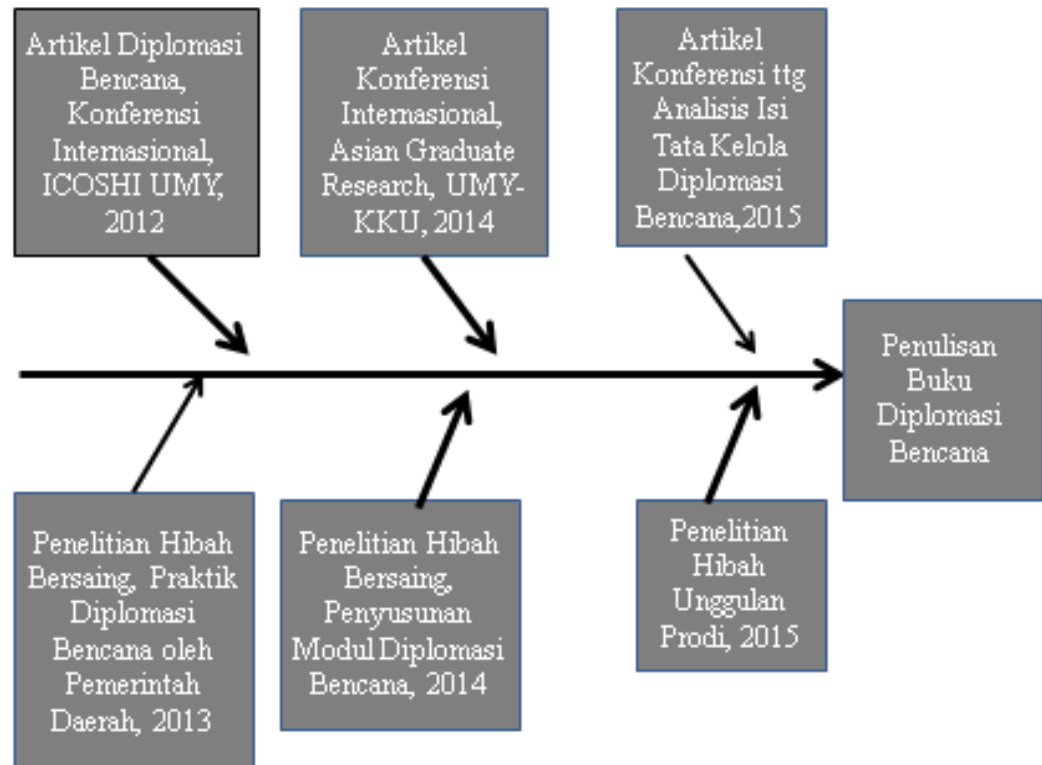 Artikel Diplomasi
Bencana,
Konferensi
Internasional,
ICOSHI UMY,
2012
Artikel
Konferensi
Internasional,
Asian Graduate
Research, UMY-
KKU, 2014
Artikel
Konferensi ttg
Analisis Isi
Tata Kelola
Diplomasi
Bencana,2015
Penulisan
Buku
Diplomasi
Bencana
Penelitian Hibah
Bersaing, Praktik
Diplomasi
Bencana oleh
Pemerintah
Daerah, 2013
Penelitian Hibah
Bersaing,
Penyusunan
Modul Diplomasi
Bencana, 2014
Penelitian
Hibah
Unggulan
Prodi, 2015